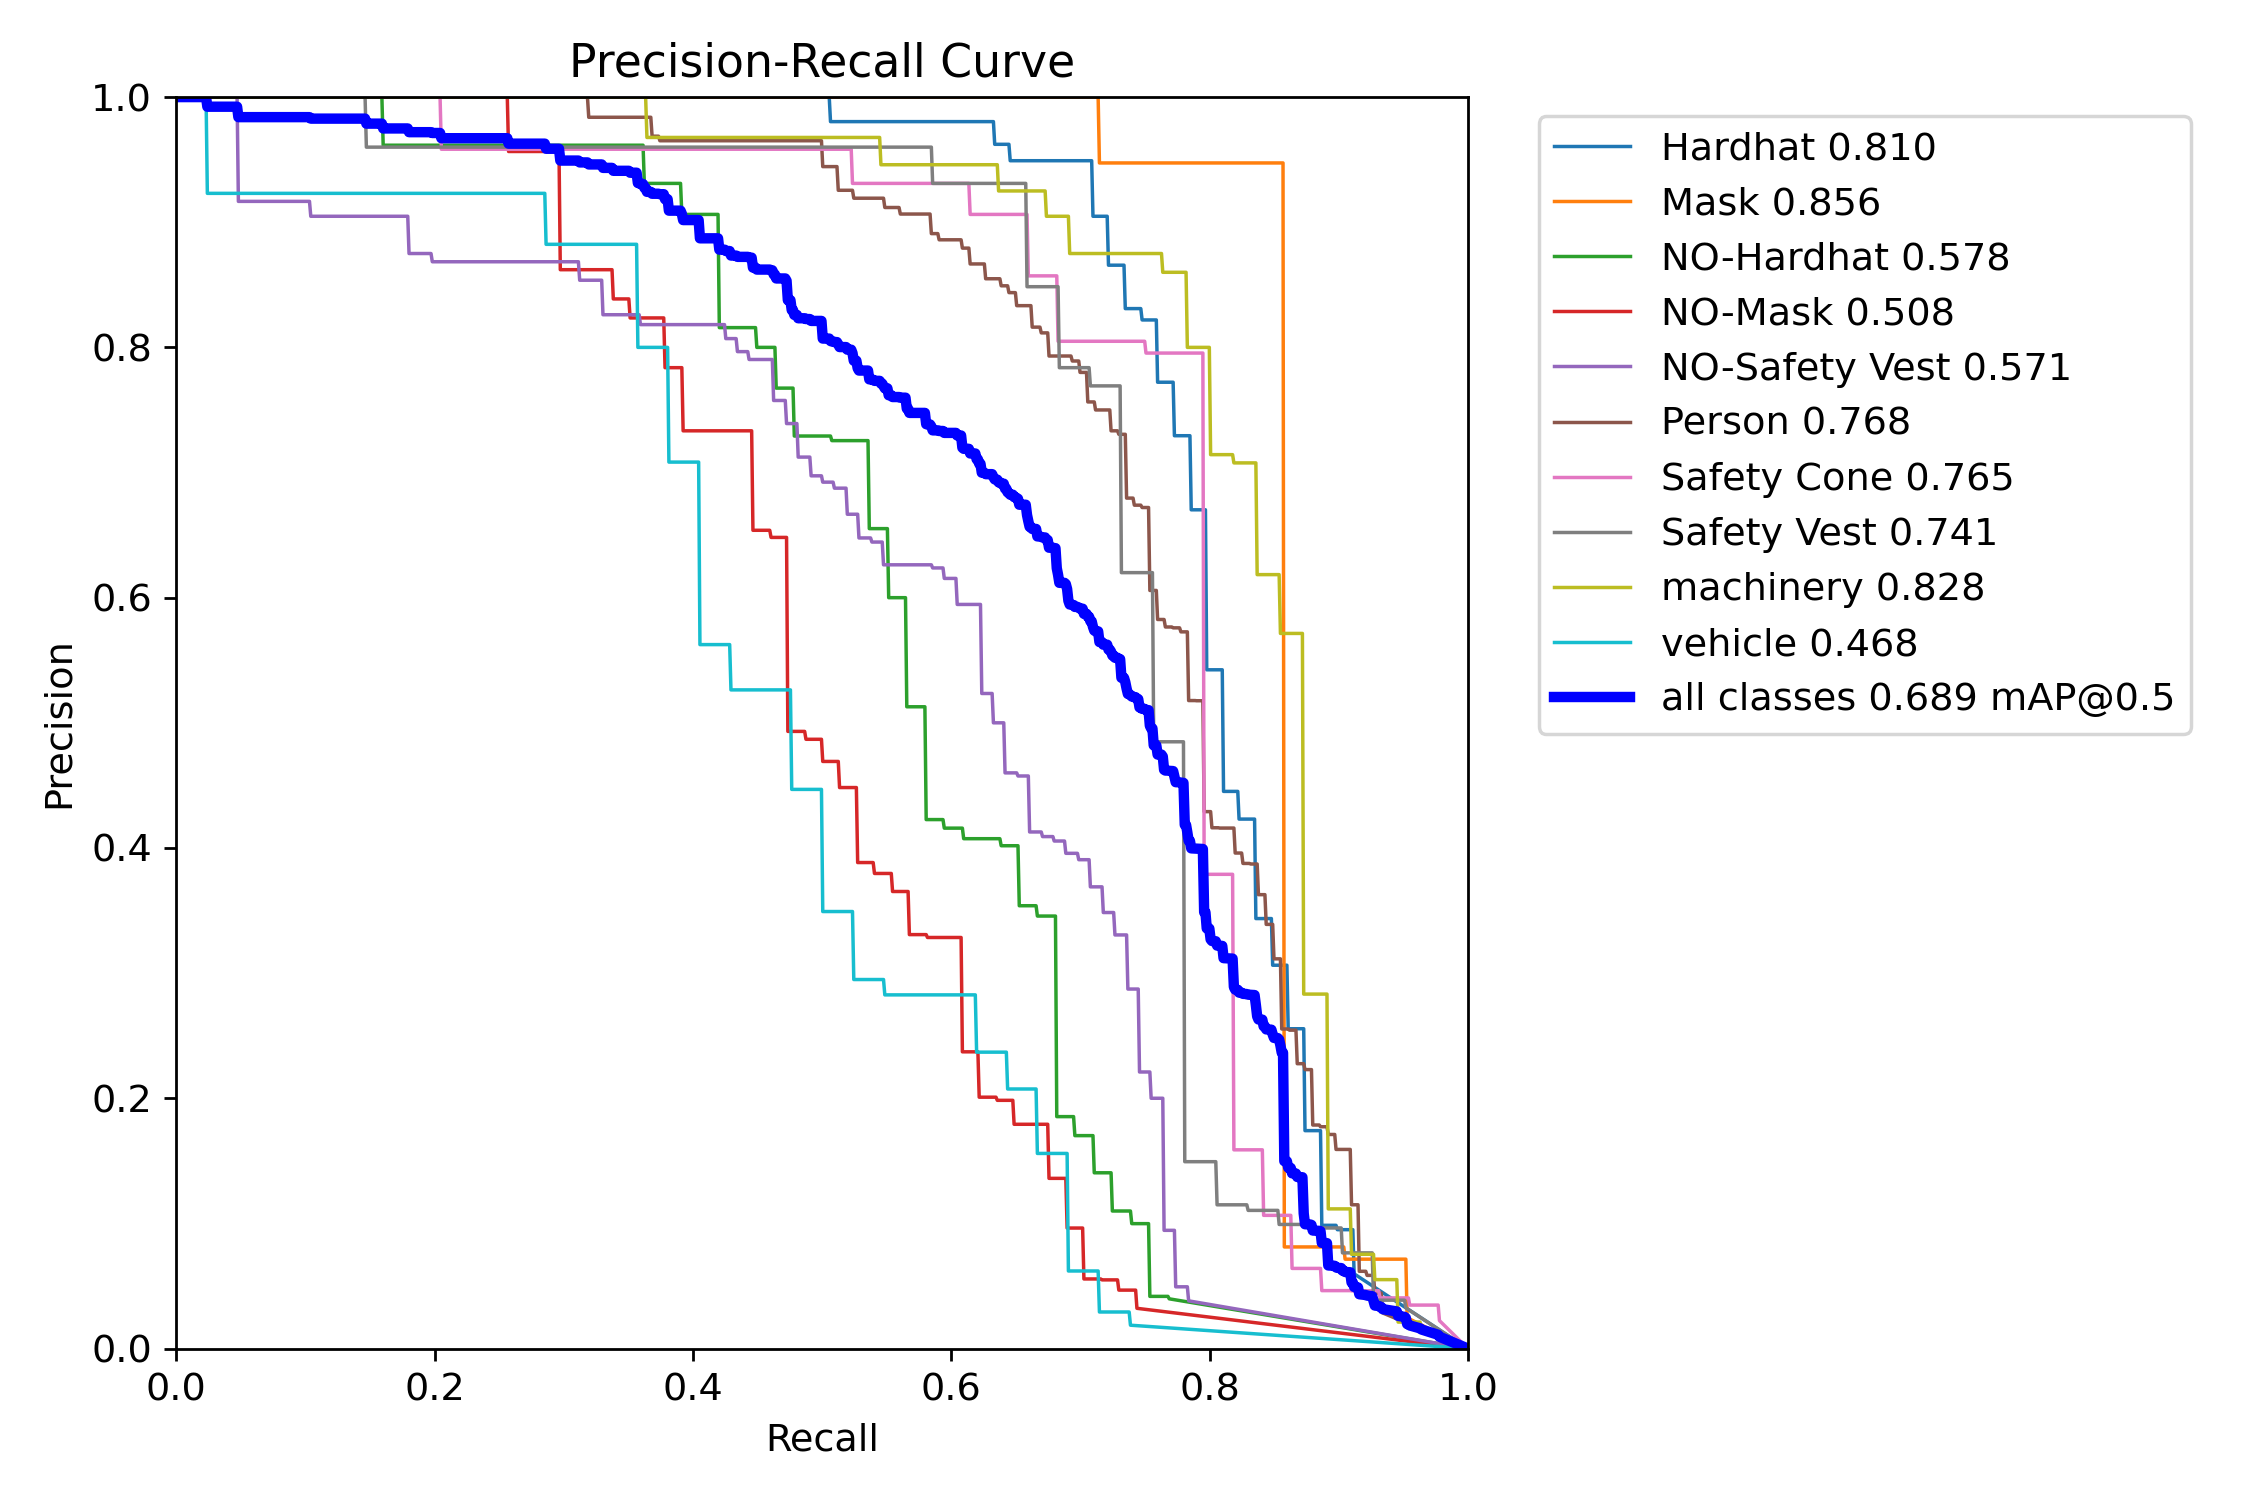 Precision-Recall Curve
1.0
0.8
0.6
0.4
0.2
0.0
Precision
0.0 0.2 0.4 0.6 0.8 1.0
Recall
Hardhat 0.810
Mask 0.856
NO-Hardhat 0.578
NO-Mask 0.508
NO-Safety Vest 0.571
Person 0.768
Safety Cone 0.765
Safety Vest 0.741
machinery 0.828
vehicle 0.468
all classes 0.689 mAP@0.5